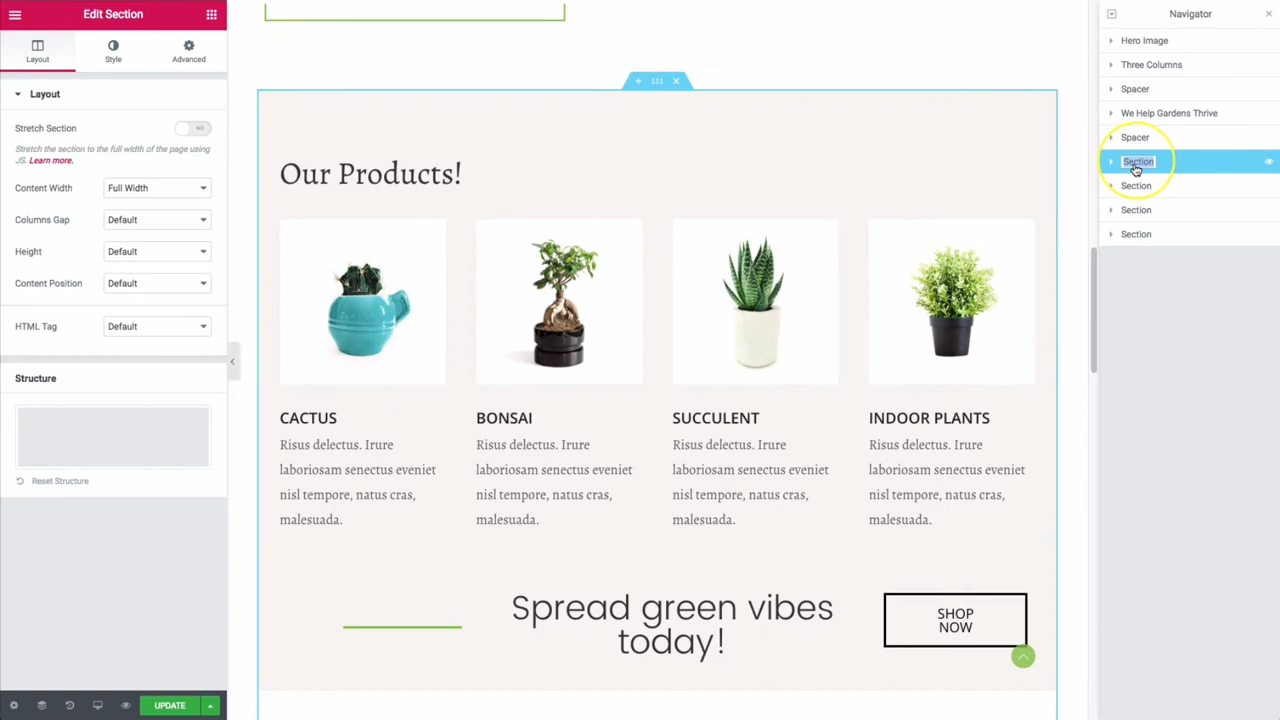 Edit Section
Layout
Style
Advanced
Layout
Stretch Section
NO
Stretch the section to the full width of the page using
JS. Learn more.
Content Width
Full Width
Columns Gap
Default
Height
Default
Content Position
Default
HTML Tag
Default
Structure
Reset Structure
UPDATE
Our Products!
CACTUS
Risus delectus. Irure
laboriosam senectus eveniet
nisl tempore, natus cras,
malesuada.
BONSAI
Risus delectus. Irure
laboriosam senectus eveniet
nisl tempore, natus cras,
malesuada.
SUCCULENT
Risus delectus. Irure
laboriosam senectus eveniet
nisl tempore, natus cras,
malesuada.
INDOOR PLANTS
Risus delectus. Irure
laboriosam senectus eveniet
nisl tempore, natus cras,
malesuada.
Spread green vibes
today!
SHOP
NOW
Navigator
Hero Image
Three Columns
Spacer
We Help Gardens Thrive
Spacer
Section
Section
Section
Section